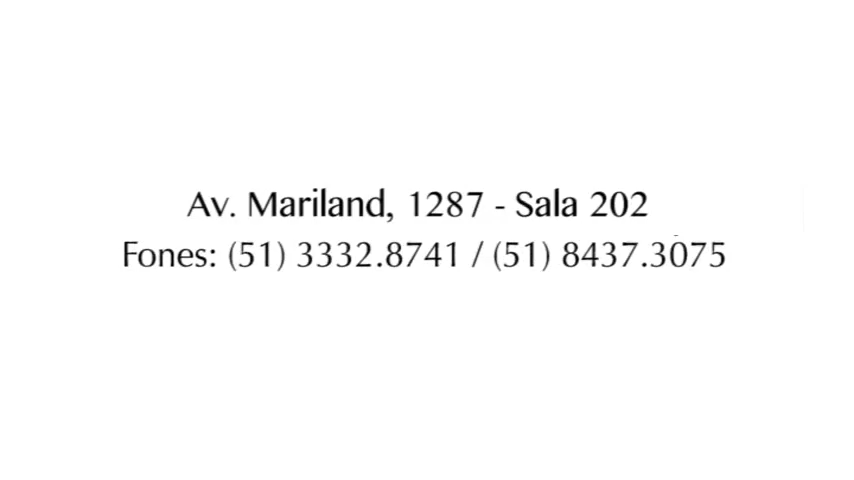 Av. Mariland, 1287 - Sala 202
Fones: (51) 3332.8741 / (51) 8437.3075